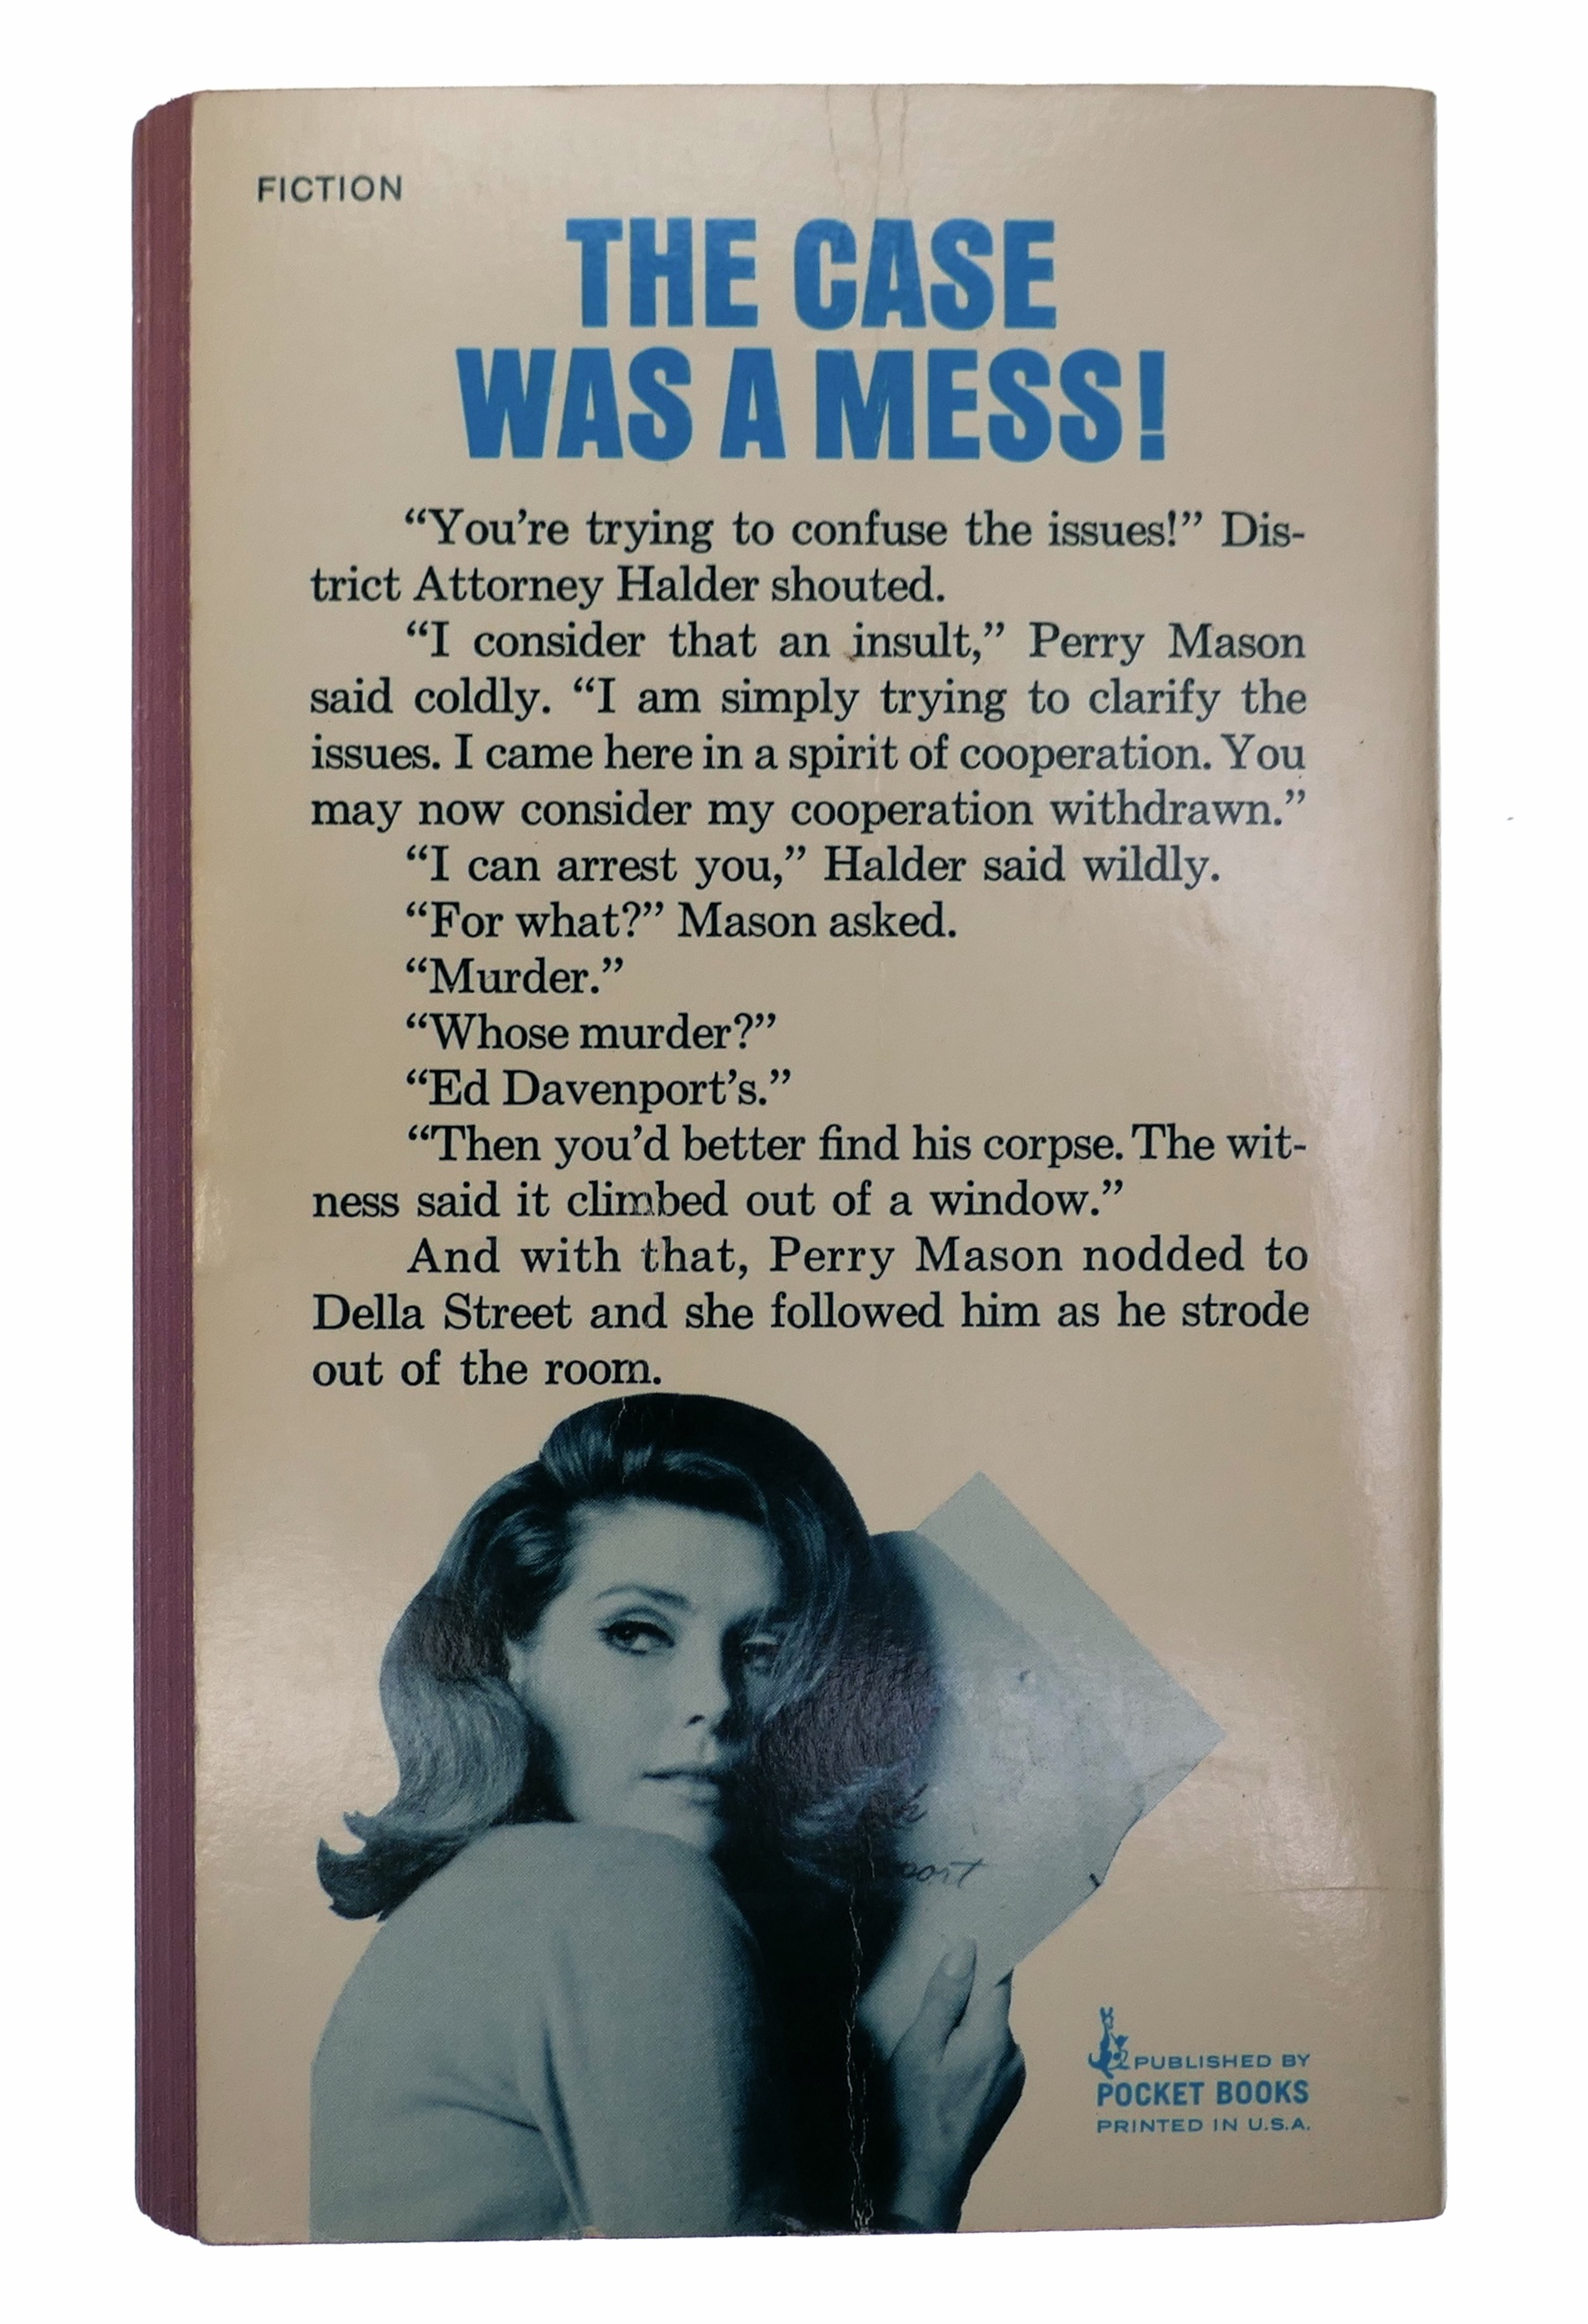 FICTION
THE CASE
WAS A MESS!
“You’re trying to confuse the issues!” Dis-
trict Attorney Halder shouted.
“I consider that an insult,” Perry Mason
said coldly. “I am simply trying to clarify the
issues. I came here in a spirit of cooperation. You
may now consider my cooperation withdrawn.”
“I can arrest you,” Halder said wildly.
“For what?” Mason asked.
“Murder.”
“Whose murder?”
“Ed Davenport’s.”
“Then you’d better find his corpse. The wit-
ness said it climbed out of a window.”
And with that, Perry Mason nodded to
Della Street and she followed him as he strode
out of the room.
PUBLISHED BY
POCKET BOOKS
PRINTED IN U.S.A.